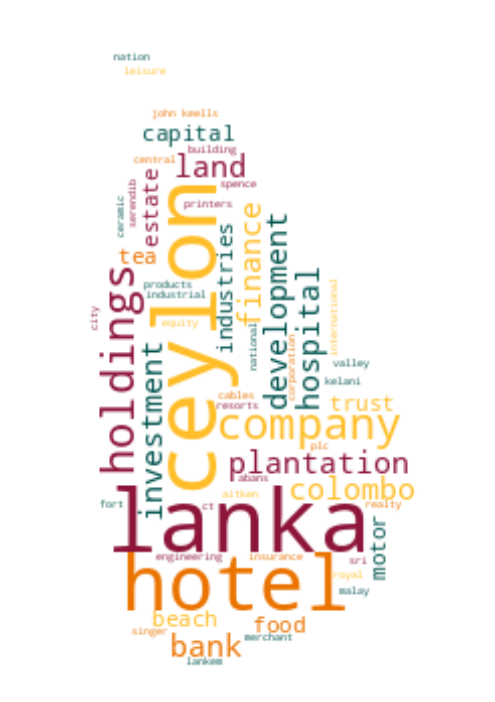 nation
leisure
john keells
capital
building
central
land
spence
estate
serendib
ceramic
printers
ceylon
finance
development
industries
tea
holdings
hospital
products
industrial
international
city
equity
national
corporation
valley
kelani
investment
cables
resorts
trust
company
plc
plantation
abans
colombo
aitken
fort
ct
realty
lanka
motor
engineering
insurance
sri
hotel
royal
malay
beach
food
singer
merchant
bank
lankem